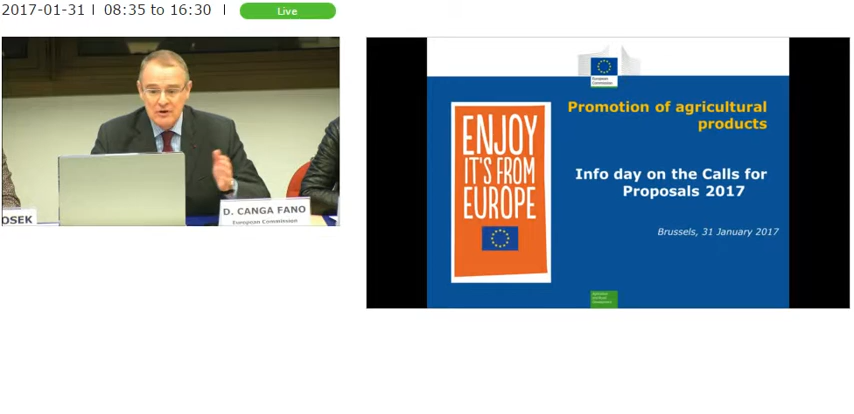 2017-01-31 | 08:35 to 16:30 |
Live
OSEK
D. CANGA FANO
European Commission
European
Commission
Promotion of agricultural
products
ENJOY
IT'S FROM
EUROPE
Info day on the Calls for
Proposals 2017
Brussels, 31 January 2017